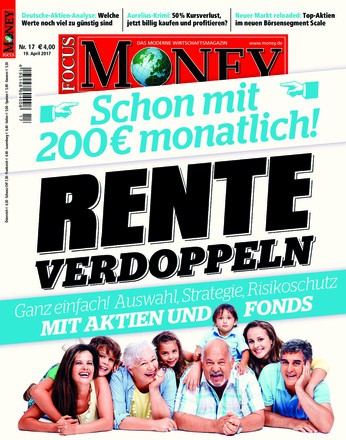 Deutsche-Aktien-Analyse: Welche
Werte noch viel zu günstig sind
Aurelius-Krimi: 50% Kursverlust,
jetzt billig kaufen und profitieren?
Neuer Markt reloaded: Top-Aktien
im neuen Börsensegment Scale
MONEY
FOCUS
Nr. 17 € 4,00
19. April 2017
DAS MODERNE WIRTSCHAFTSMAGAZIN
www.money.de
FOCUS
MONEY
Schon mit
200€ monatlich!
RENTE
VERDOPPELN
Ganz einfach! Auswahl, Strategie, Risikoschutz
MIT AKTIEN UND FONDS